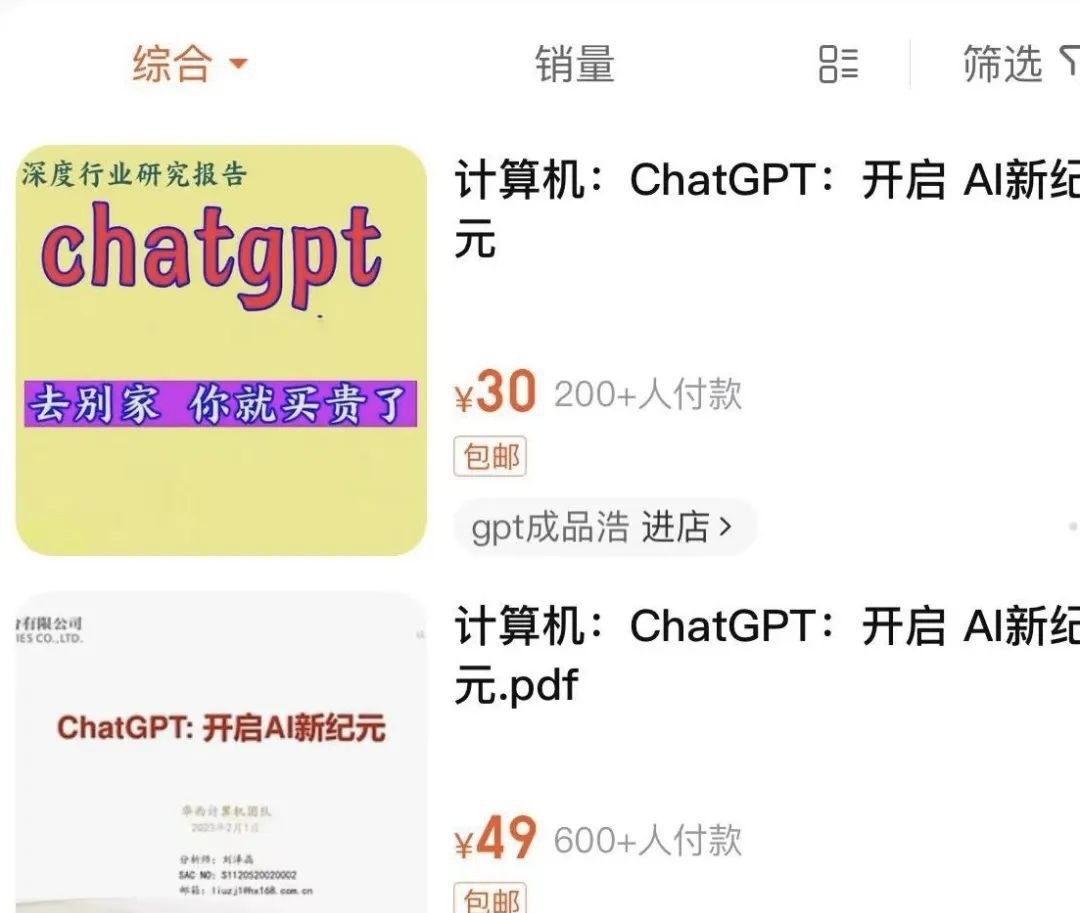 综合
销量
筛选
深度行业研究报告
chatgpt
去别家 你就买贵了
计算机：ChatGPT：开启 AI新纪
元
¥30 200+人付款
包邮
gpt成品浩 进店>
有限公司
IES CO.,LTD.
ChatGPT: 开启AI新纪元
华西计算机团队
2023年2月1日
分析师：刘泽晶
SAC NO: S1120520020002
邮箱：liuzj1@hx168.com.cn
计算机：ChatGPT：开启 AI新纪
元.pdf
¥49 600+人付款
包邮